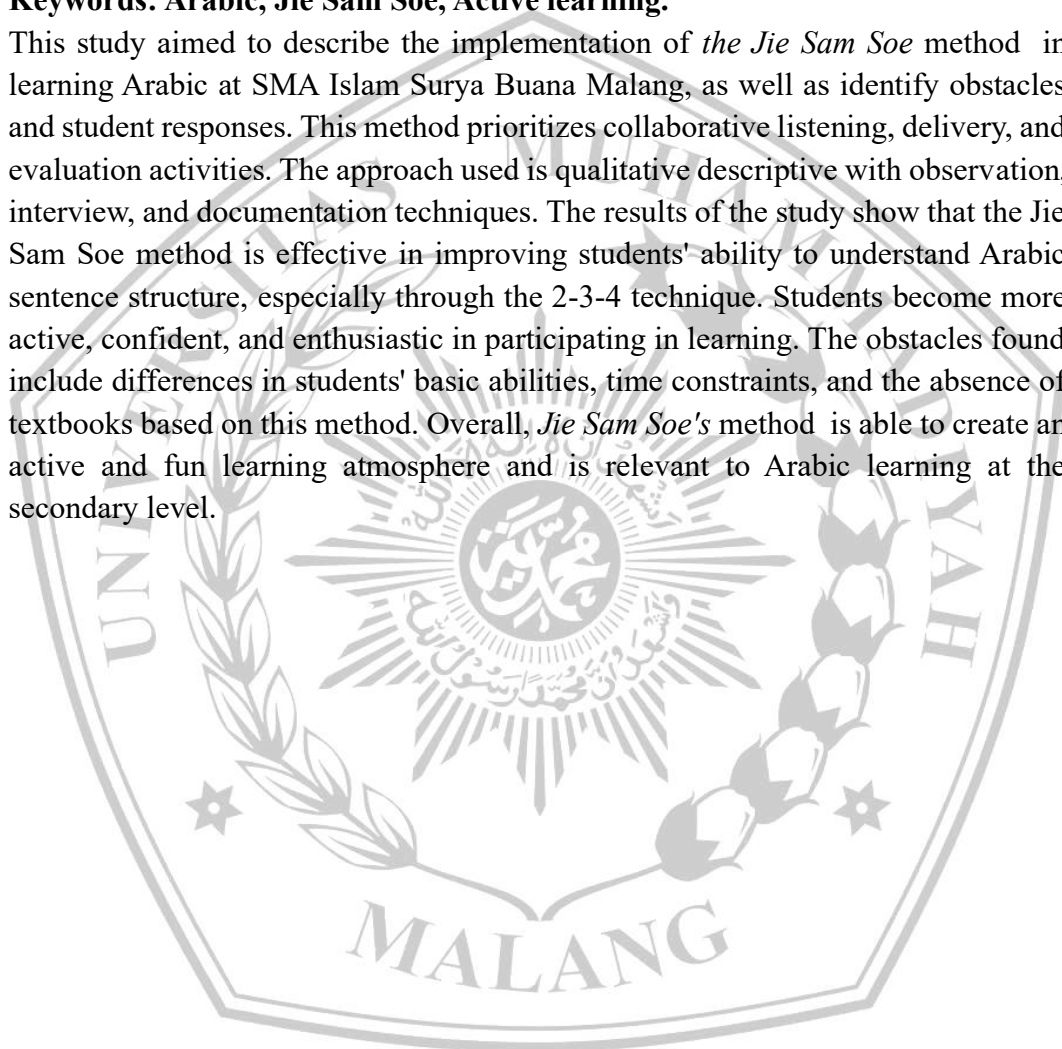 Keywords: Arabic, Jie Sam Soe, Active learning.
This study aimed to describe the implementation of the Jie Sam Soe method in
learning Arabic at SMA Islam Surya Buana Malang, as well as identify obstacles
and student responses. This method prioritizes collaborative listening, delivery, and
evaluation activities. The approach used is qualitative descriptive with observation,
interview, and documentation techniques. The results of the study show that the Jie
Sam Soe method is effective in improving students' ability to understand Arabic
sentence structure, especially through the 2-3-4 technique. Students become more
active, confident, and enthusiastic in participating in learning. The obstacles found
include differences in students' basic abilities, time constraints, and the absence of
textbooks based on this method. Overall, Jie Sam Soe's method is able to create an
active and fun learning atmosphere and is relevant to Arabic learning at the
secondary level.
UNIVERSITAS MUHAMMADIYAH
MALANG